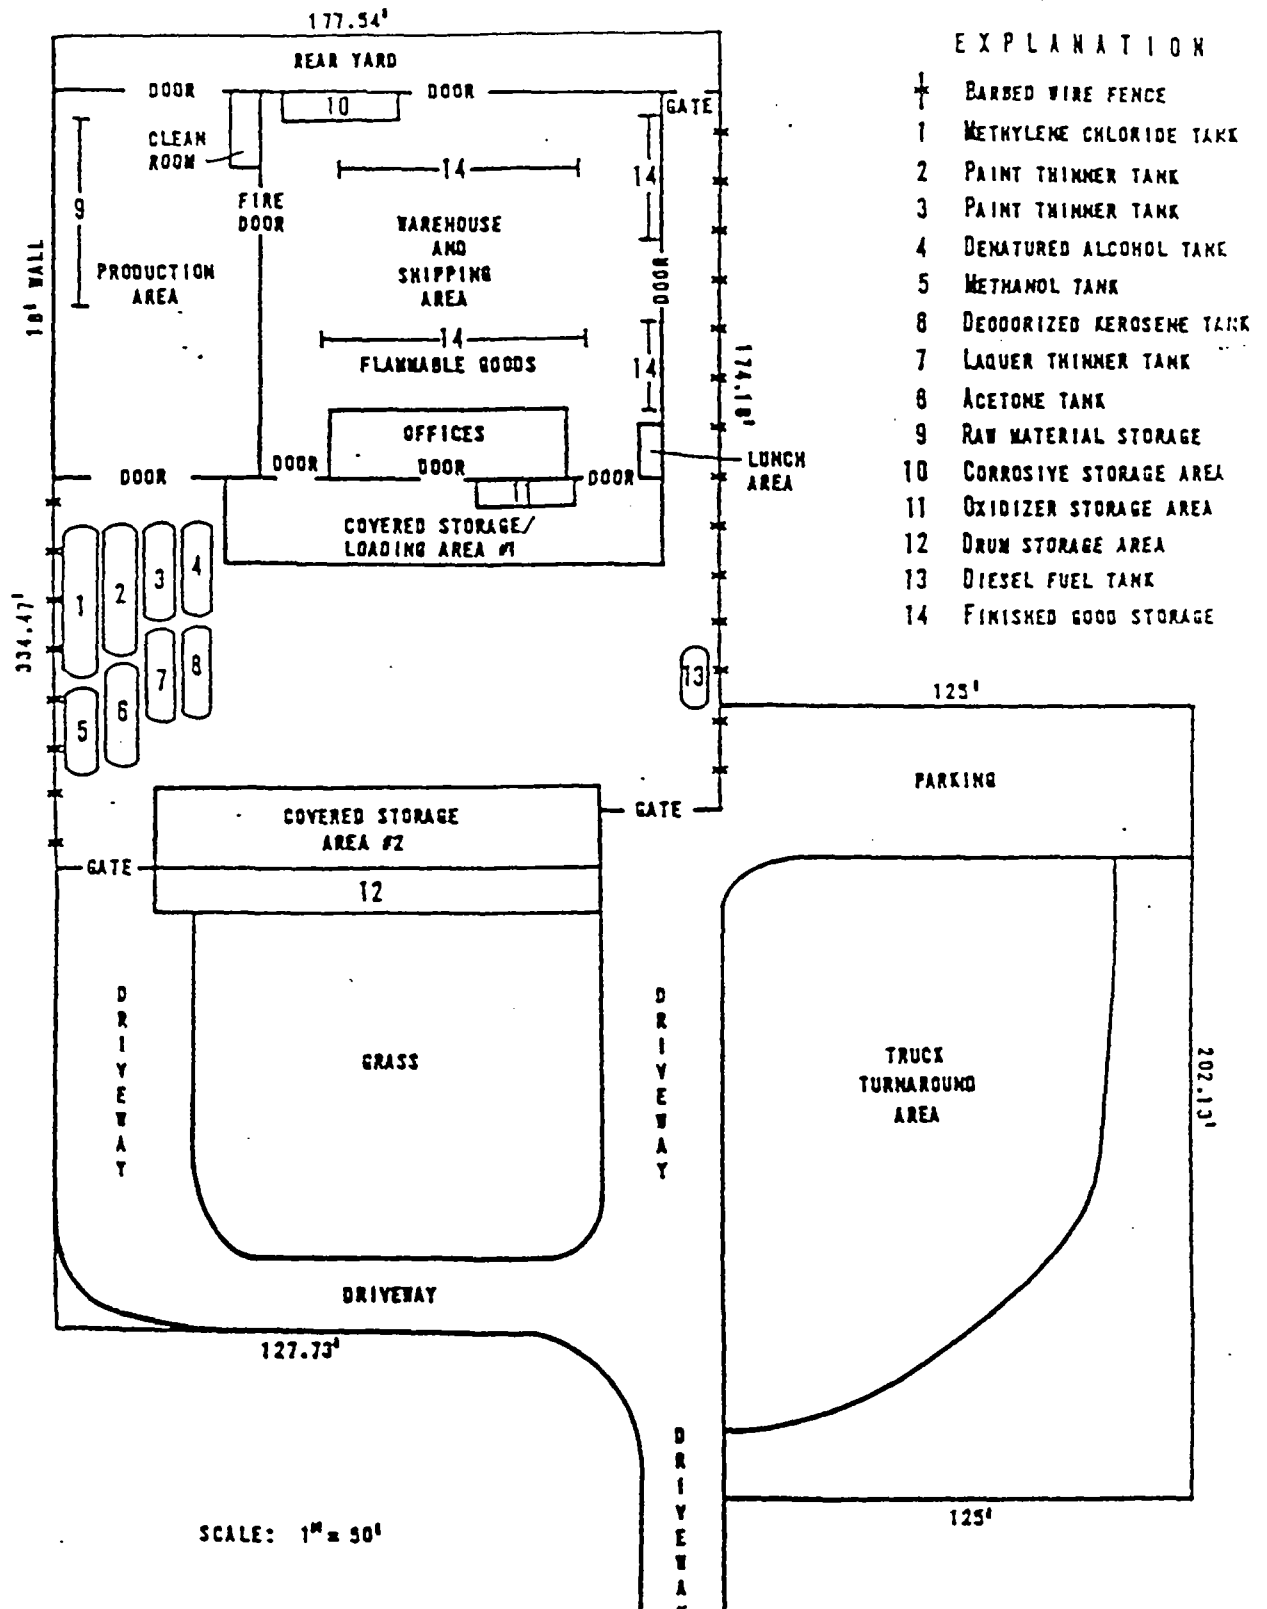 177.54'
REAR YARD
DOOR
DOOR
GATE
10
CLEAN
ROOM
14
14
9
FIRE
DOOR
WAREHOUSE
AND
SHIPPING
AREA
DOOR
18' WALL
PRODUCTION
AREA
14
FLAMMABLE GOODS
14
174.18'
OFFICES
DOOR
DOOR
DOOR
DOOR
LUNCH
AREA
11
COVERED STORAGE/
LOADING AREA #1
334.47'
1
2
3
4
5
6
7
8
13
COVERED STORAGE
AREA #2
GATE
GATE
12
DRIVEWAY
GRASS
DRIVEWAY
DRIVEWAY
127.73'
DRIVEWAY
SCALE: 1"= 50'
EXPLANATION
BARBED WIRE FENCE
1 METHYLENE CHLORIDE TANK
2 PAINT THINNER TANK
3 PAINT THINNER TANK
4 DENATURED ALCOHOL TANK
5 METHANOL TANK
6 DEODORIZED KEROSENE TANK
7 LAQUER THINNER TANK
8 ACETONE TANK
9 RAW MATERIAL STORAGE
10 CORROSIVE STORAGE AREA
11 OXIDIZER STORAGE AREA
12 DRUM STORAGE AREA
13 DIESEL FUEL TANK
14 FINISHED GOOD STORAGE
125'
PARKING
TRUCK
TURNAROUND
AREA
202.13'
125'